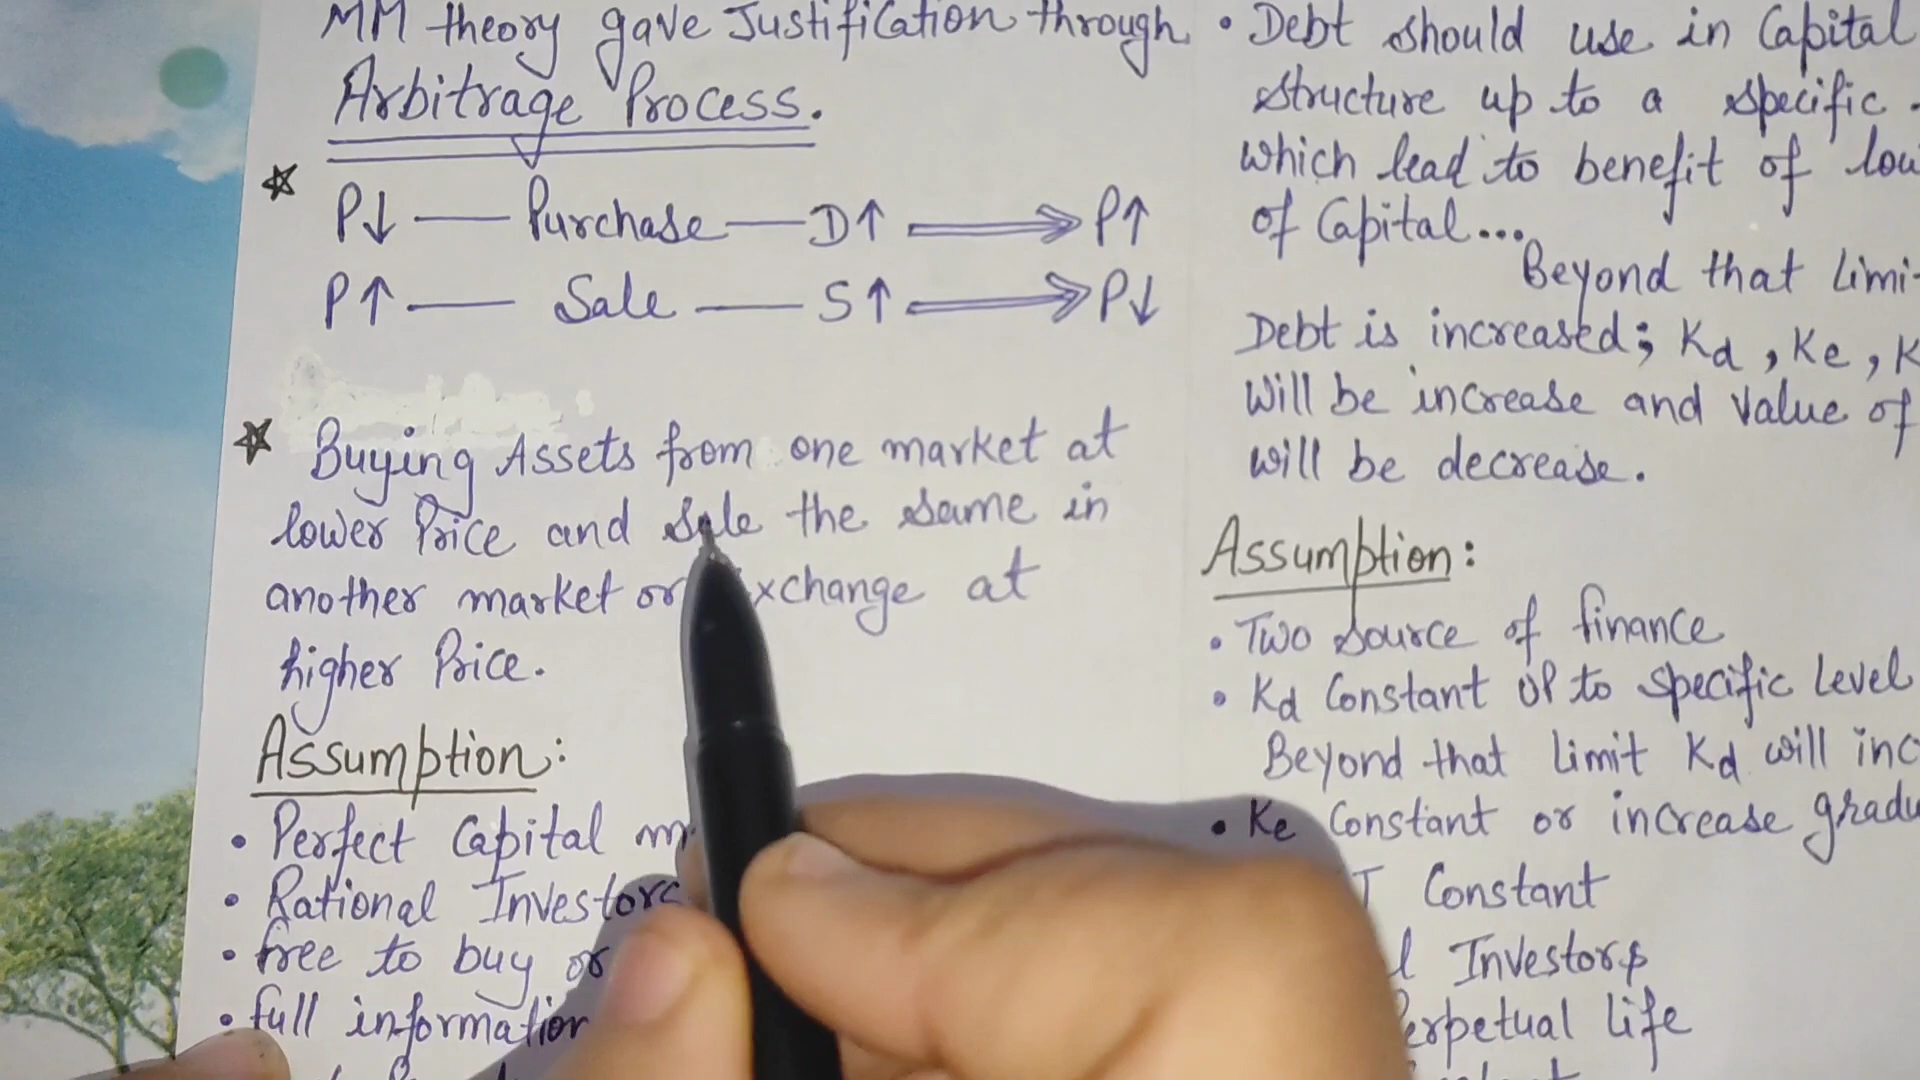 MM theory gave Justification through
Arbitrage Process.
P↓ — Purchase — D↑ ⇒ P↑
P↑ — Sale — S↑ ⇒ P↓
Buying Assets from one market at
lower Price and Sale the same in
another market or xchange at
higher Price.
Assumption:
• Perfect Capital
• Rational Investors
• free to buy or
• full information
• Debt should use in Capital
structure up to a specific
which lead to benefit of
of Capital...
Beyond that
Debt is increased; Kd, Ke, K
Will be increase and Value of
will be decrease.
Assumption:
• Two source of finance
• Kd Constant UP to specific Level
Beyond that limit Kd will
• Ke Constant or increase
Constant
Investors
Perpetual life